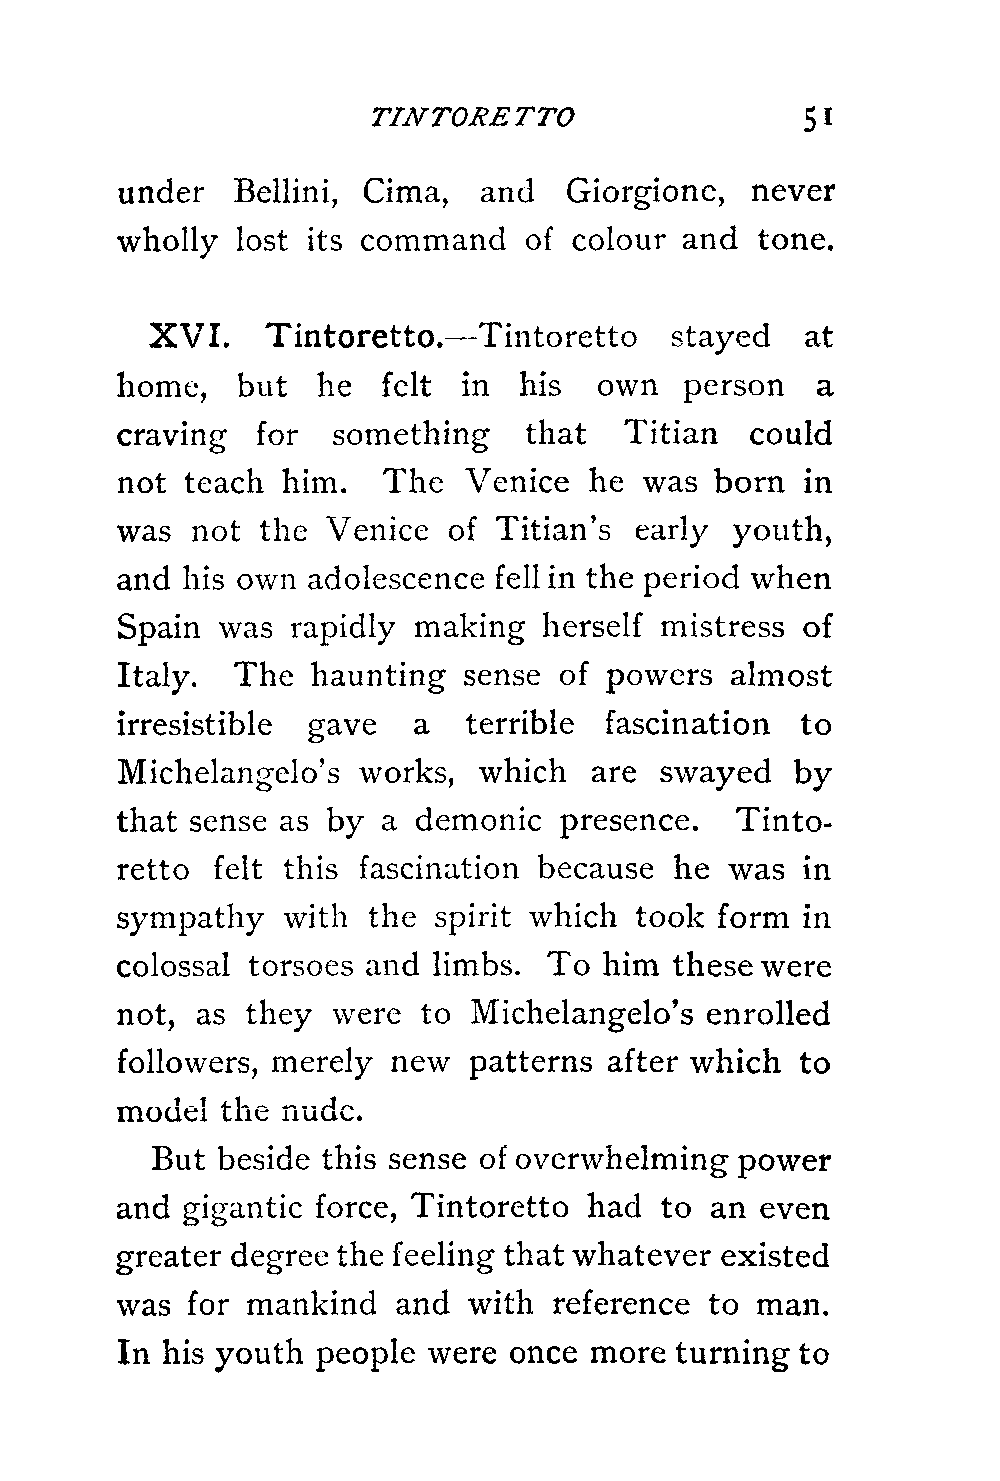 TINTORETTO 51
under Bellini, Cima, and Giorgione, never
wholly lost its command of colour and tone.
XVI. Tintoretto.—Tintoretto stayed at
home, but he felt in his own person a
craving for something that Titian could
not teach him. The Venice he was born in
was not the Venice of Titian's early youth,
and his own adolescence fell in the period when
Spain was rapidly making herself mistress of
Italy. The haunting sense of powers almost
irresistible gave a terrible fascination to
Michelangelo's works, which are swayed by
that sense as by a demonic presence. Tinto-
retto felt this fascination because he was in
sympathy with the spirit which took form in
colossal torsoes and limbs. To him these were
not, as they were to Michelangelo's enrolled
followers, merely new patterns after which to
model the nude.
But beside this sense of overwhelming power
and gigantic force, Tintoretto had to an even
greater degree the feeling that whatever existed
was for mankind and with reference to man.
In his youth people were once more turning to